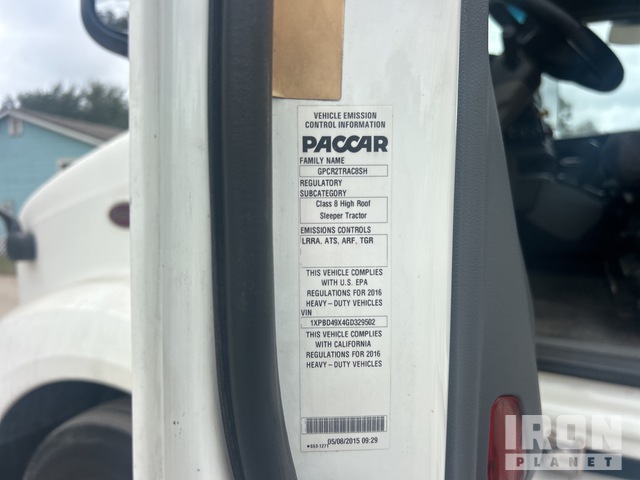 VEHICLE EMISSION
CONTROL INFORMATION
PACCAR
FAMILY NAME
GPCR2TRAC8SH
REGULATORY
SUBCATEGORY
Class 8 High Roof
Sleeper Tractor
EMISSIONS CONTROLS
LRRA, ATS, ARF, TGR
THIS VEHICLE COMPLIES
WITH U.S. EPA
REGULATIONS FOR 2016
HEAVY-DUTY VEHICLES
VIN
1XPBD49X4GD329502
THIS VEHICLE COMPLIES
WITH CALIFORNIA
REGULATIONS FOR 2016
HEAVY-DUTY VEHICLES
05/08/2015 09:29
IRON
PLANET